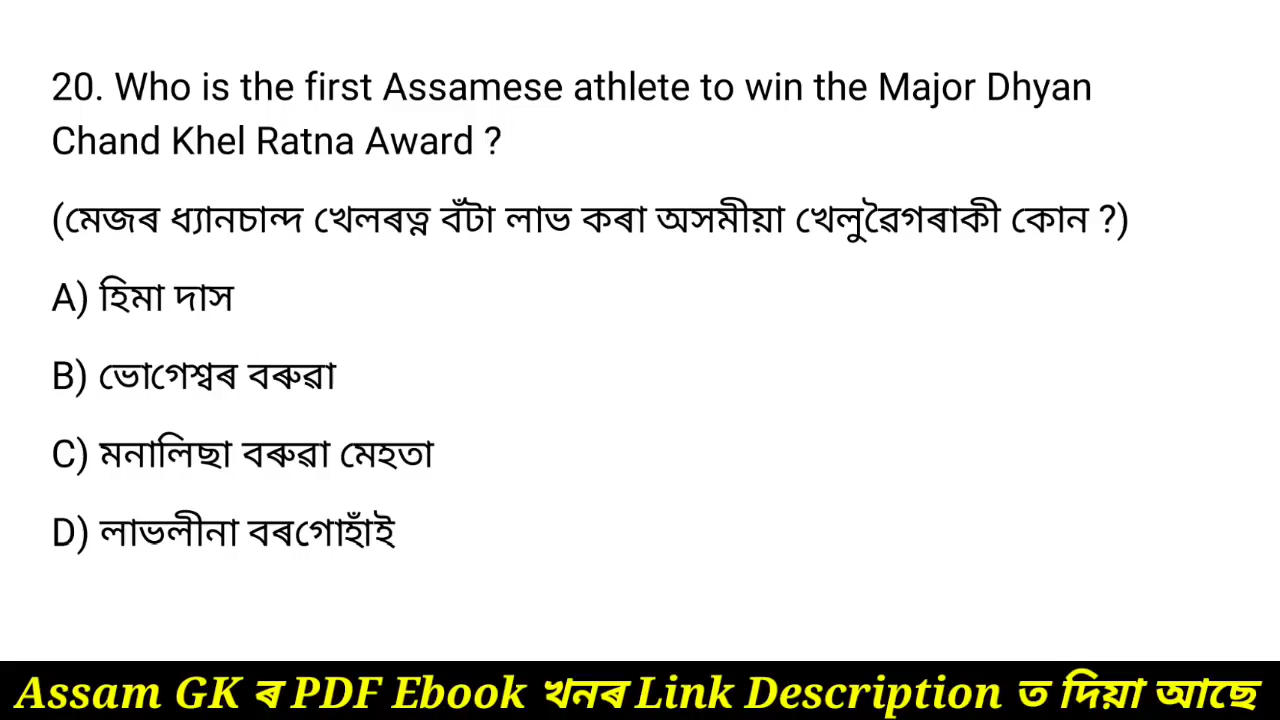 20. Who is the first Assamese athlete to win the Major Dhyan
Chand Khel Ratna Award ?
(মেজৰ ধ্যানচান্দ খেলৰত্ন বঁটা লাভ কৰা অসমীয়া খেলুৱৈগৰাকী কোন ?)
A) হিমা দাস
B) ভোগেশ্বৰ বৰুৱা
C) মনালিছা বৰুৱা মেহতা
D) লাভলীনা বৰগোহাঁই
Assam GK ৰ PDF Ebook খনৰ Link Description ত দিয়া আছে